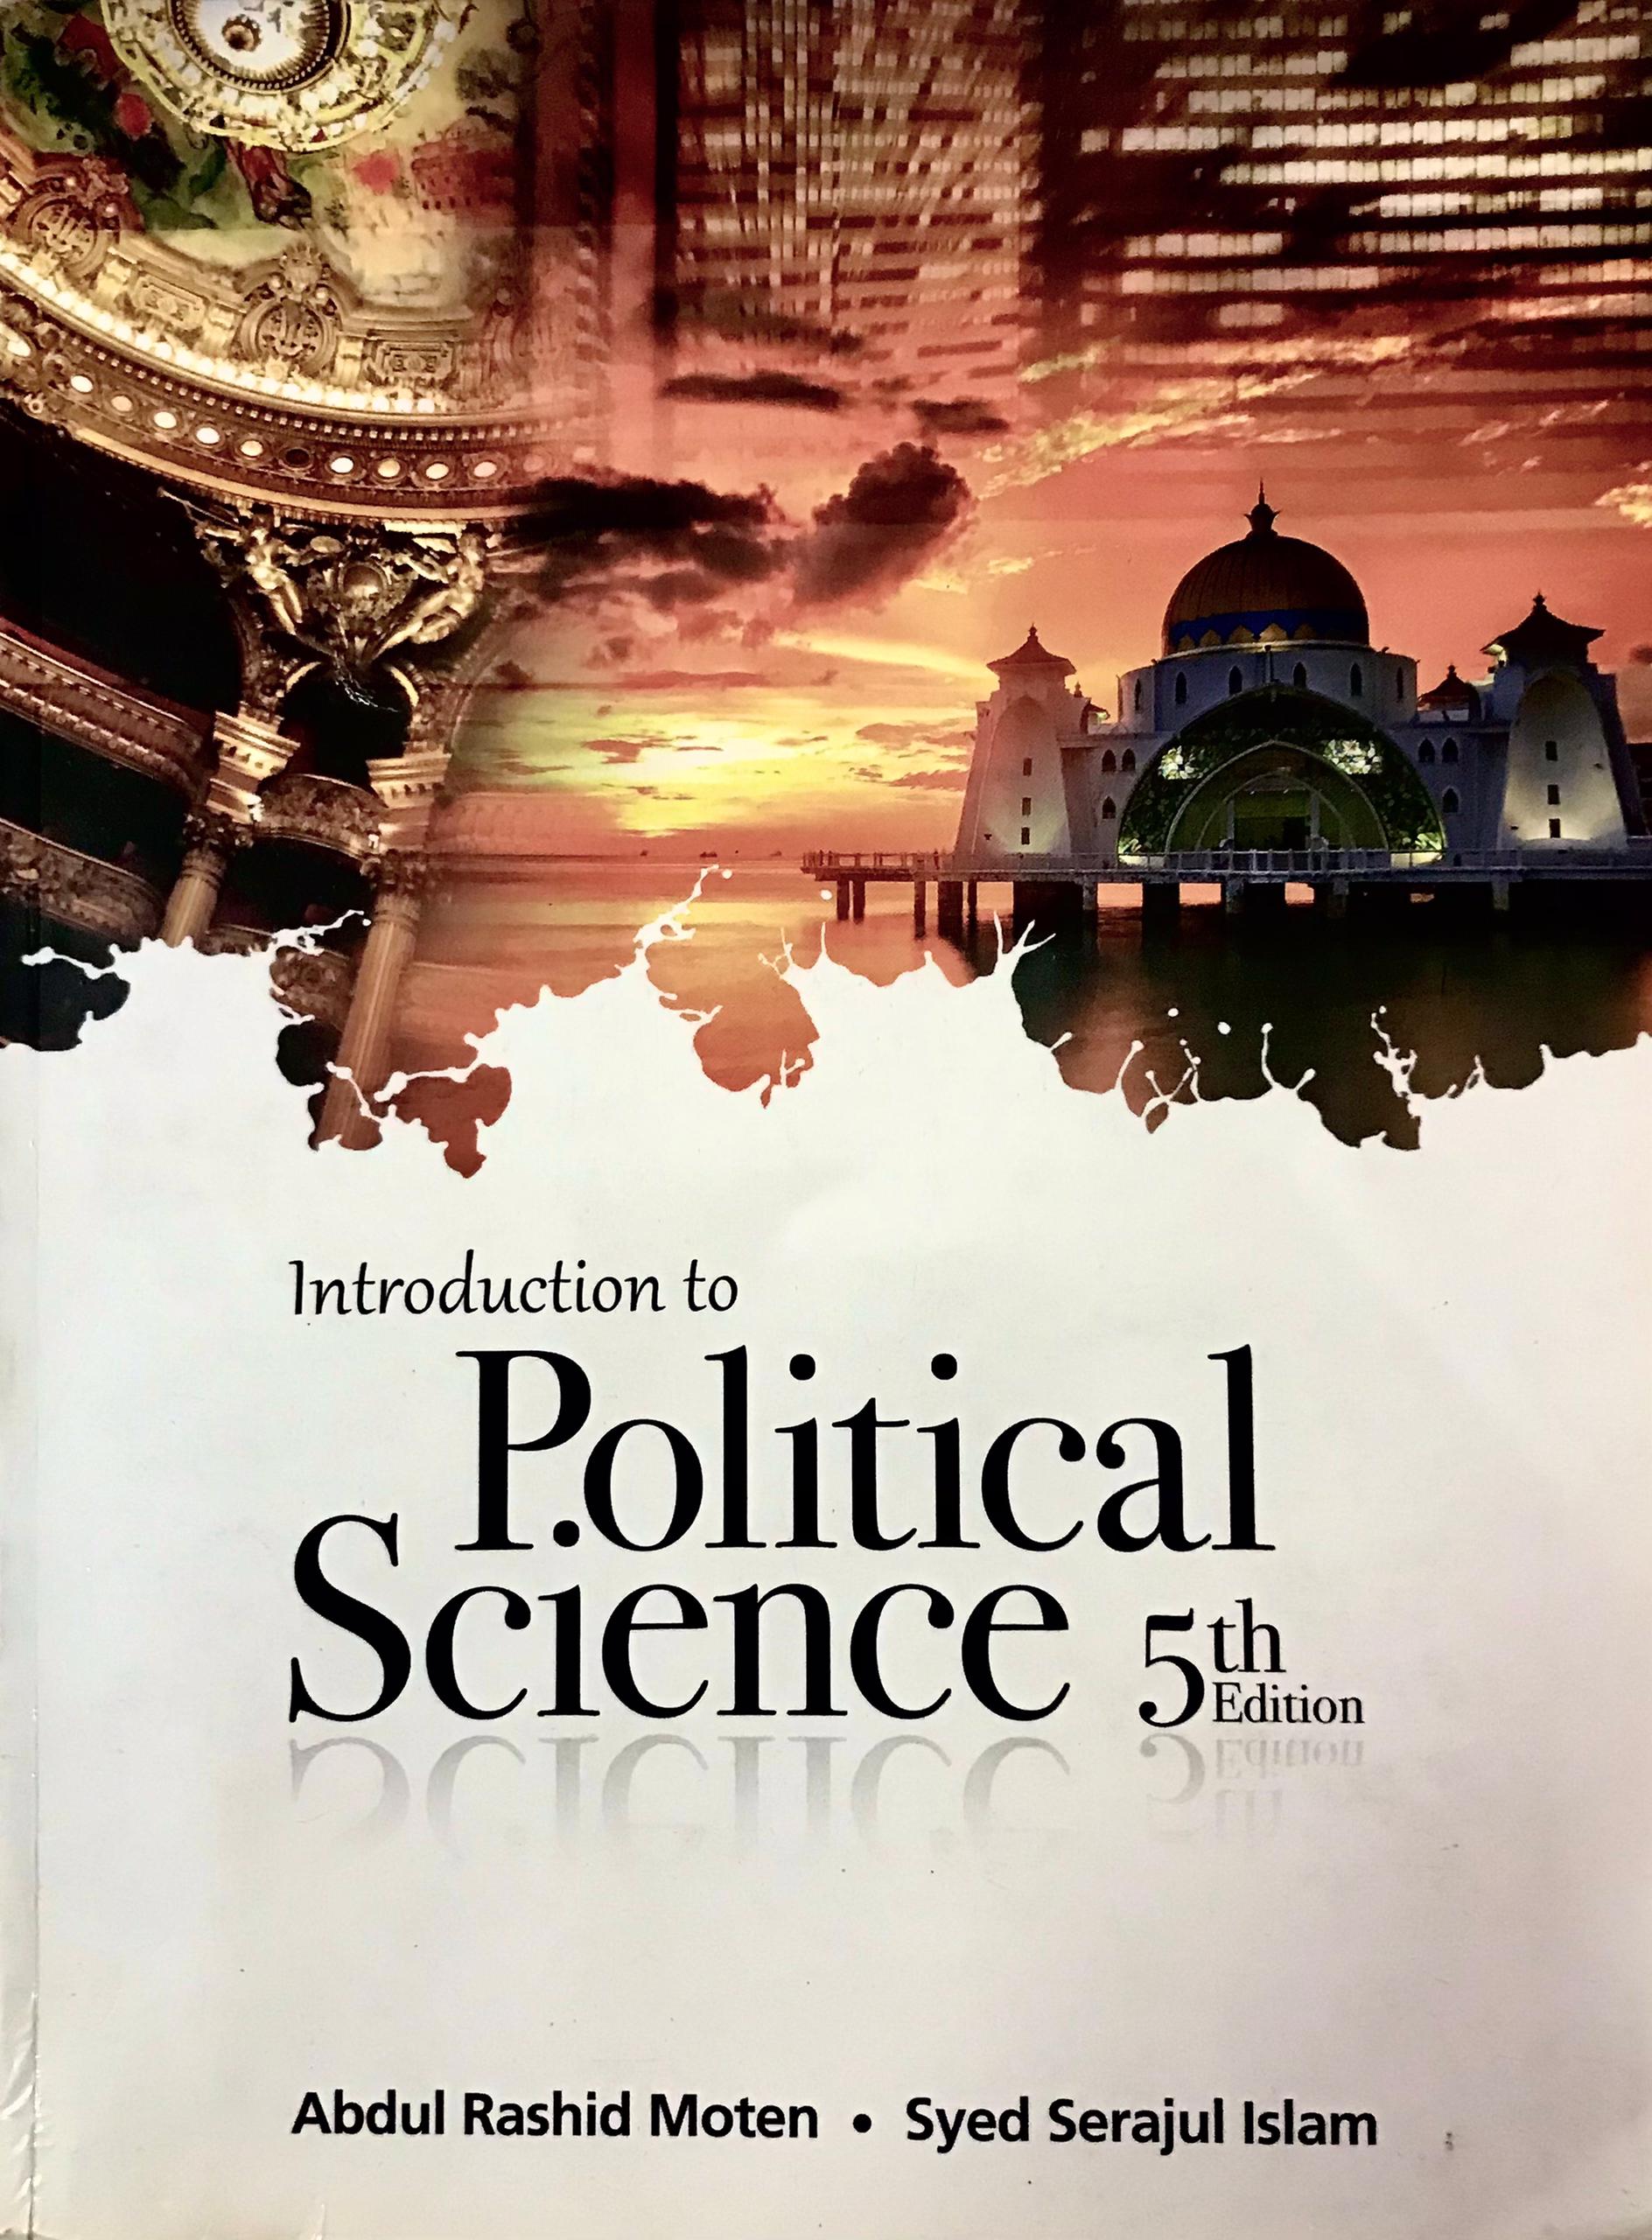 Introduction to
Political
Science 5th
Edition
Abdul Rashid Moten • Syed Serajul Islam